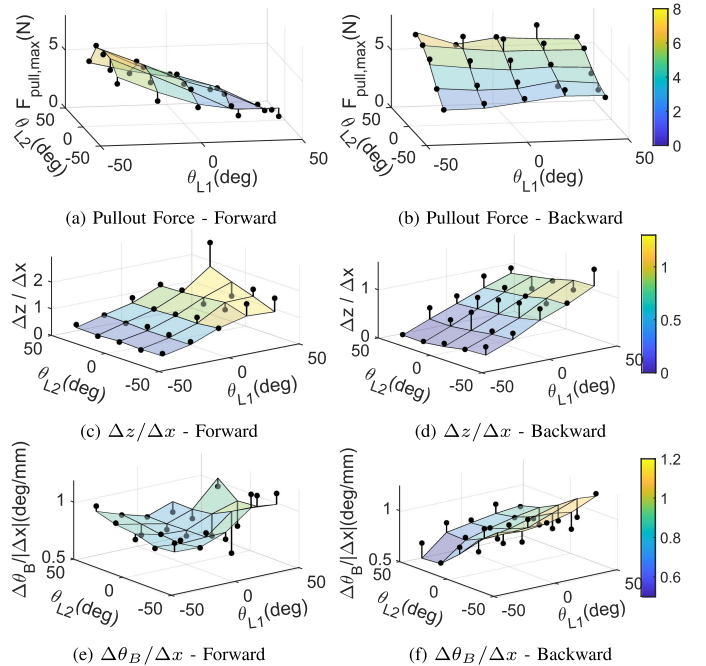 F_pull,max(N)
5
0
θ_L2(deg)
50
0
-50
-50
0
50
θ_L1(deg)
(a) Pullout Force - Forward
F_pull,max(N)
5
0
θ_L2(deg)
50
0
-50
-50
0
50
θ_L1(deg)
(b) Pullout Force - Backward
8
6
4
2
0
Δz / Δx
2
1
0
50
0
-50
θ_L2(deg)
-50
0
50
θ_L1(deg)
(c) Δz/Δx - Forward
Δz / Δx
1
0
50
0
-50
θ_L2(deg)
-50
0
50
θ_L1(deg)
(d) Δz/Δx - Backward
1
0.5
0
Δθ_B/|Δx|(deg/mm)
1
0.5
50
0
-50
θ_L2(deg)
-50
0
50
θ_L1(deg)
(e) Δθ_B/Δx - Forward
Δθ_B/|Δx|(deg/mm)
1
0.5
50
0
-50
θ_L2(deg)
-50
0
50
θ_L1(deg)
(f) Δθ_B/Δx - Backward
1.2
1
0.8
0.6